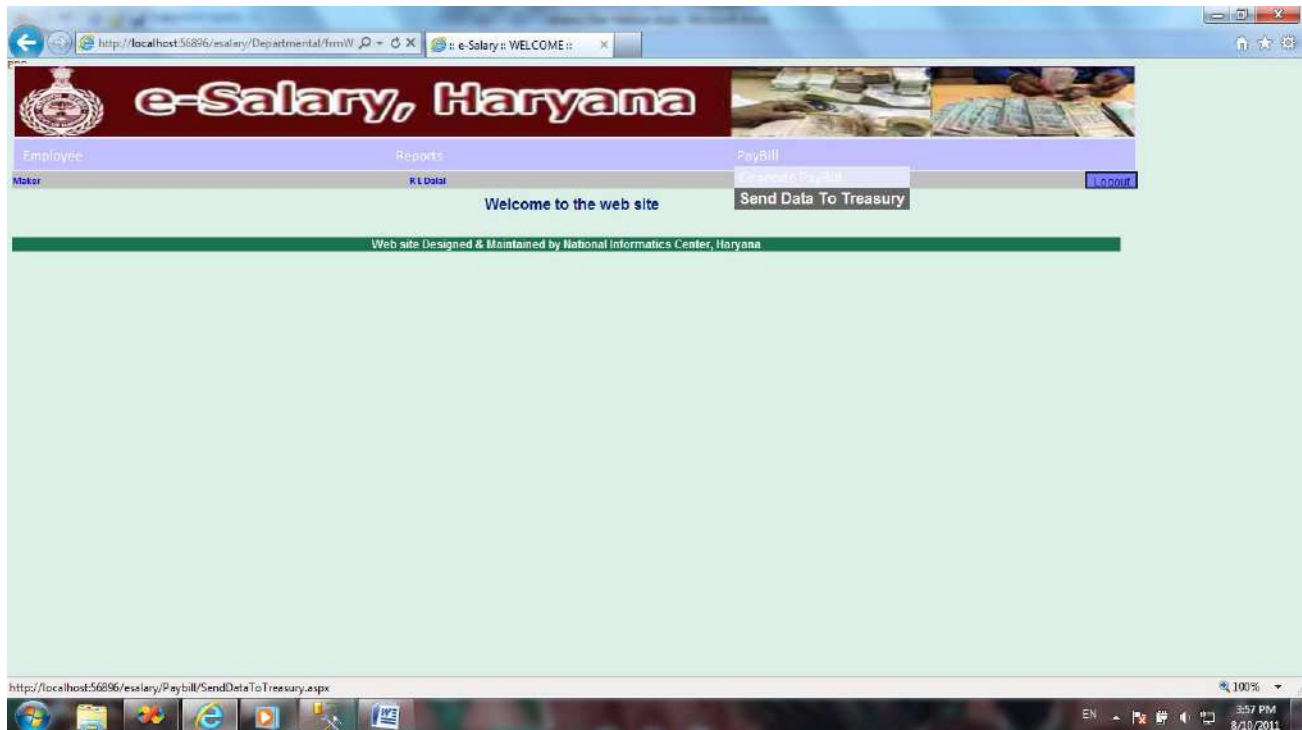 http://localhost:56896/esalary/Departmental/frmW
:: e-Salary :: WELCOME ::
e-Salary, Haryana
Employee Reports PayBill
Maker R L Dalal Logout
Generate PayBill
Send Data To Treasury
Welcome to the web site
Web site Designed & Maintained by National Informatics Center, Haryana
http://localhost:56896/esalary/Paybill/SendDataToTreasury.aspx
100%
EN
3:57 PM
8/10/2011